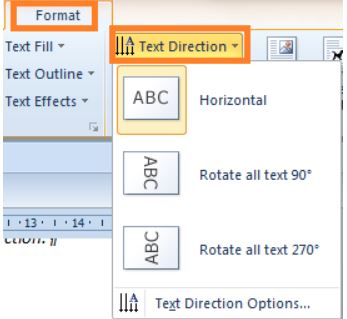 Format
Text Fill
Text Direction
Text Outline
Text Effects
ABC Horizontal
ABC Rotate all text 90°
ABC Rotate all text 270°
· 13 · ı · 14 · ı
ction. ¶
Text Direction Options...